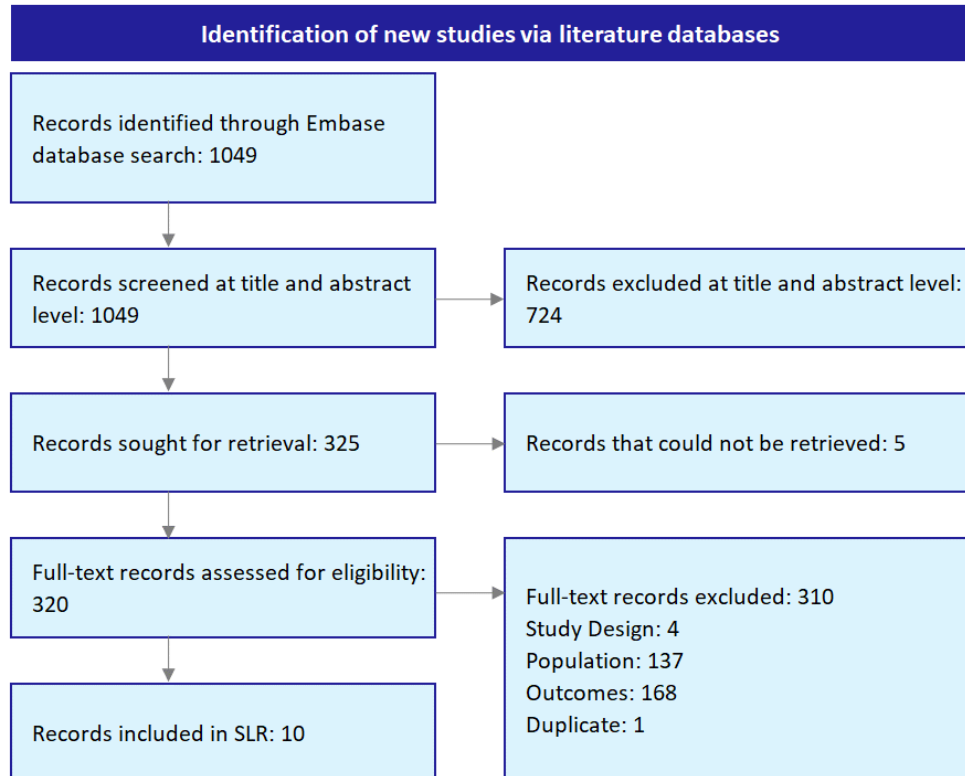 Identification of new studies via literature databases
Records identified through Embase
database search: 1049
Records screened at title and abstract
level: 1049
Records excluded at title and abstract level:
724
Records sought for retrieval: 325
Records that could not be retrieved: 5
Full-text records assessed for eligibility:
320
Full-text records excluded: 310
Study Design: 4
Population: 137
Outcomes: 168
Duplicate: 1
Records included in SLR: 10